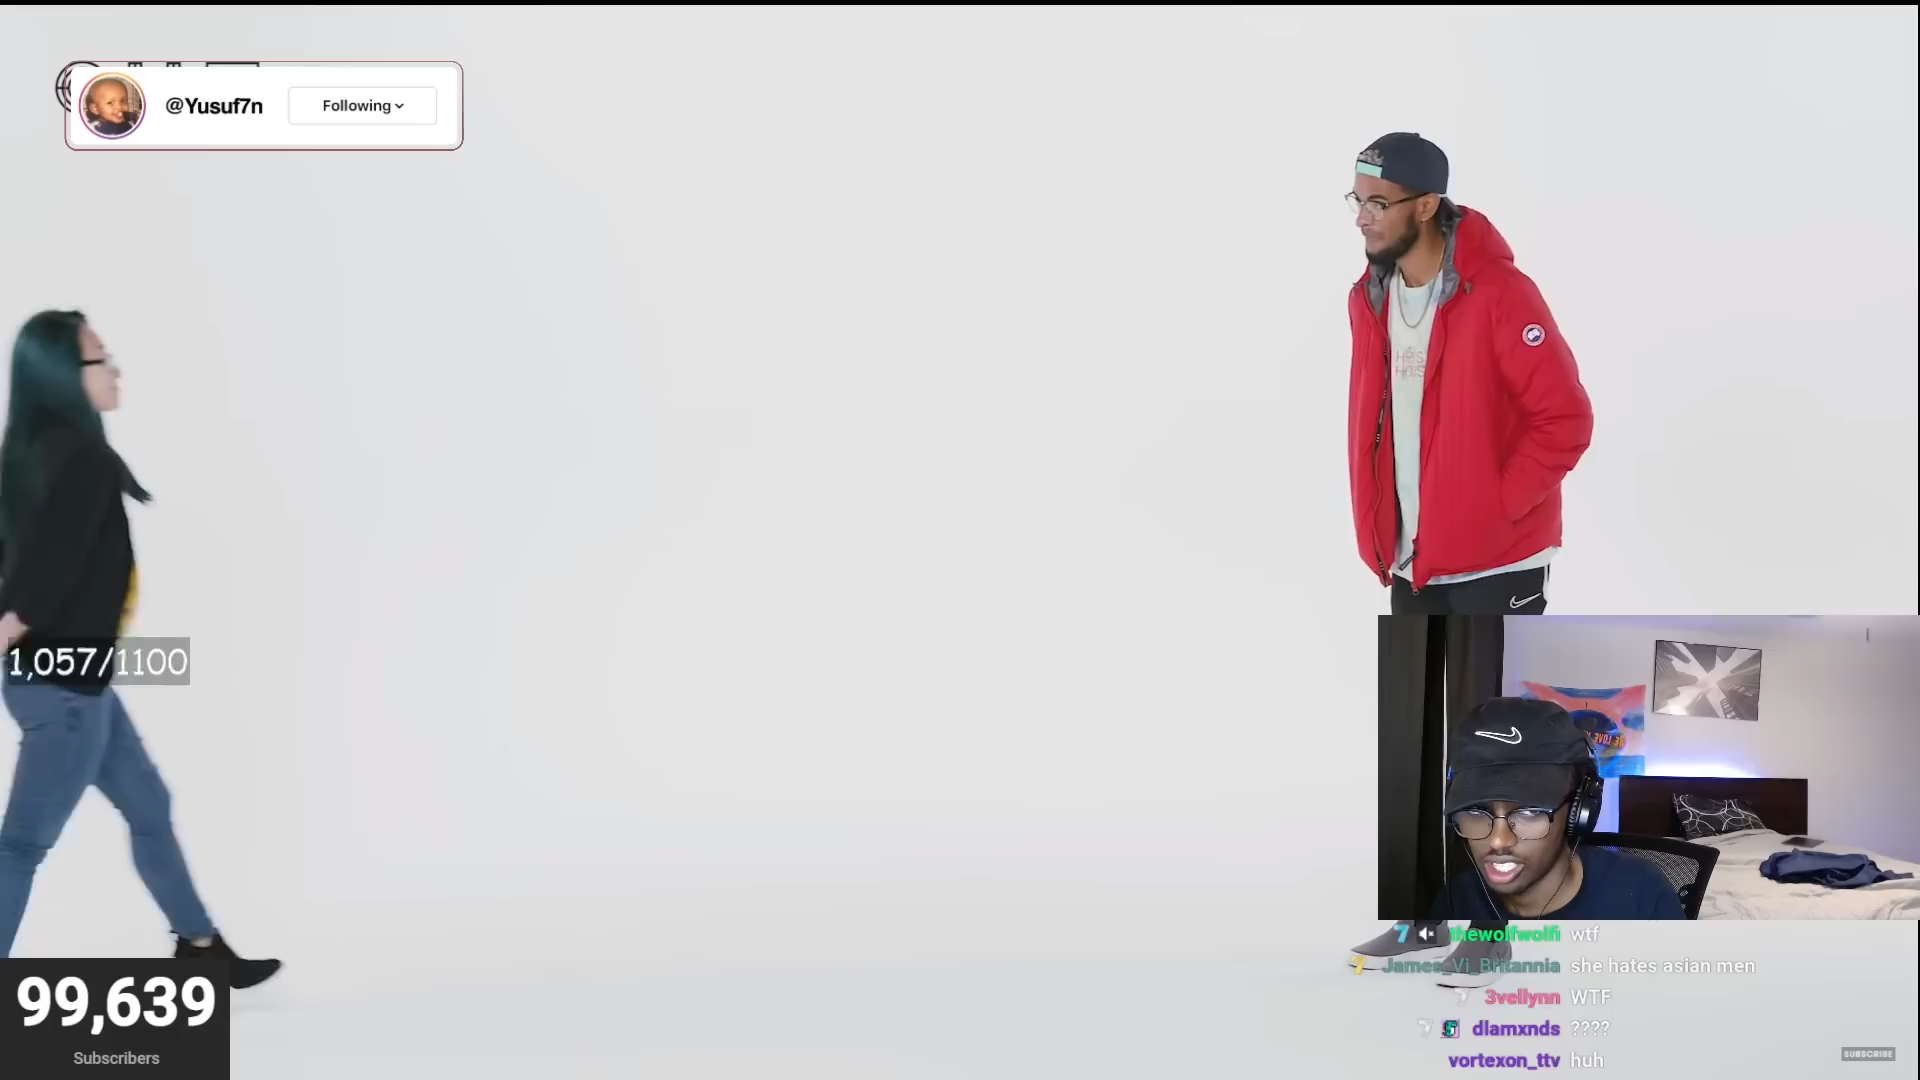 @Yusuf7n
Following
1,057/1100
99,639
Subscribers
thewolfwolfi wtf
James_Vi_Britannia she hates asian men
3vellynn WTF
dlamxnds ????
vortexon_ttv huh
SUBSCRIBE